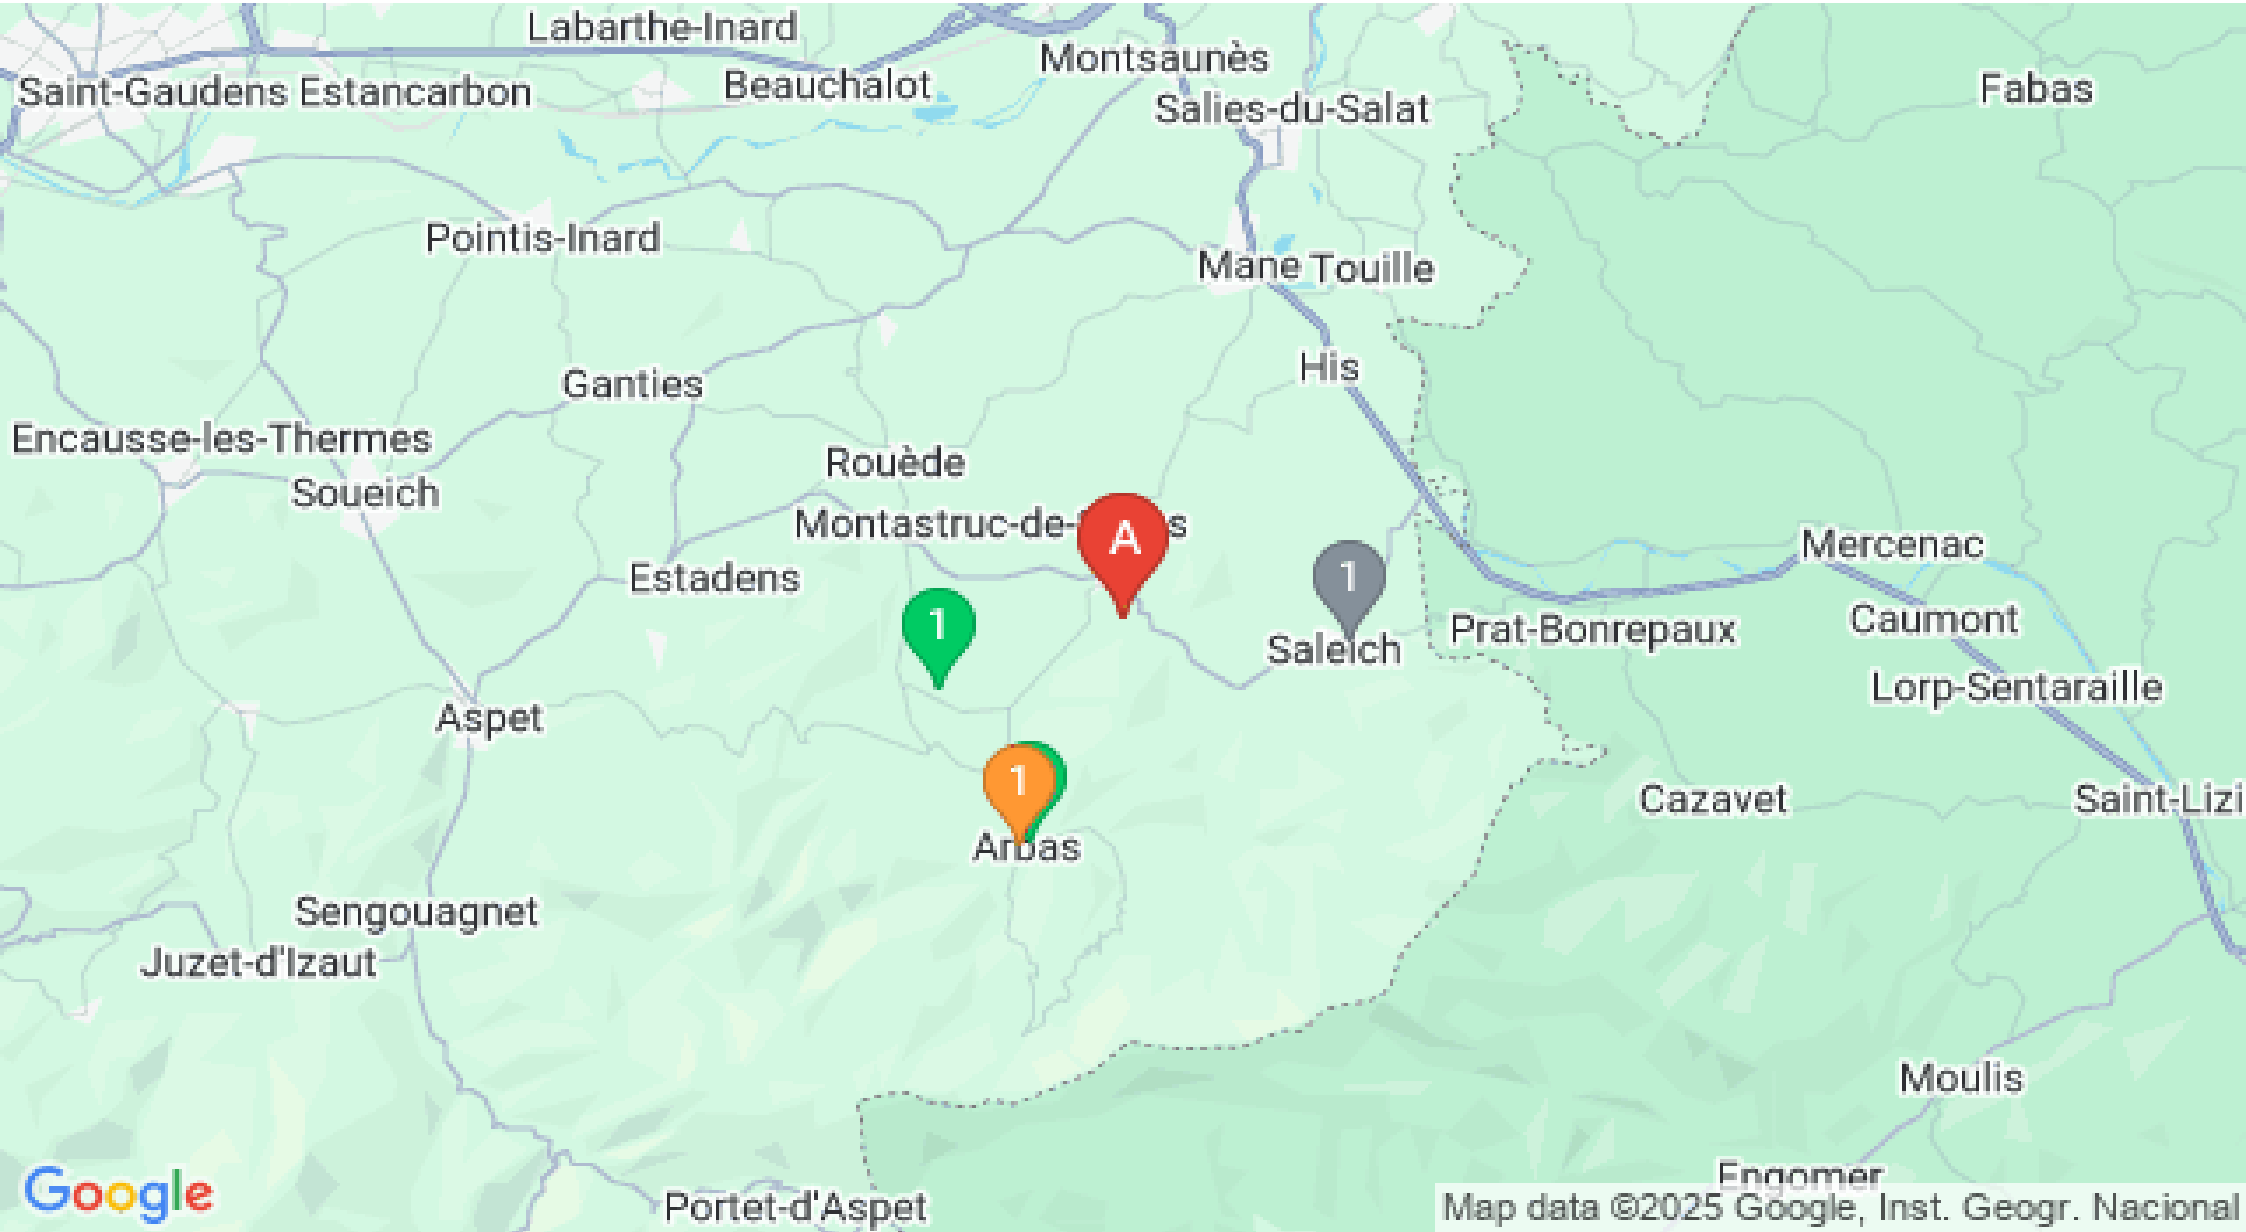 Labarthe-Inard
Montsaunès
Beauchalot
Saint-Gaudens
Estancarbon
Fabas
Salies-du-Salat
Pointis-Inard
Mane
Touille
His
Ganties
Encausse-les-Thermes
Rouède
Soueich
Montastruc-de-
s
A
Mercenac
Estadens
1
1
Caumont
Prat-Bonrepaux
Saleich
Lorp-Sentaraille
Aspet
1
Cazavet
Saint-Lizi
Arbas
Sengouagnet
Juzet-d'Izaut
Moulis
Engomer
Google
Portet-d'Aspet
Map data ©2025 Google, Inst. Geogr. Nacional